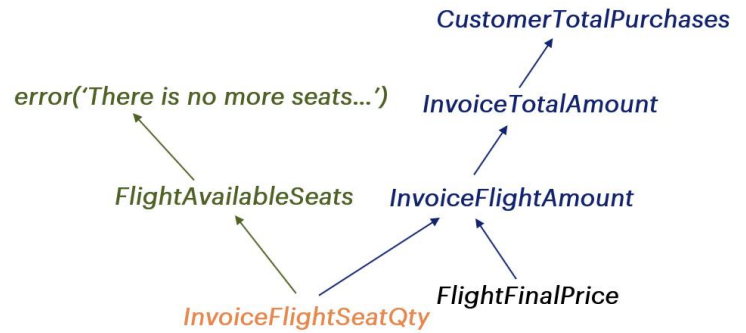 CustomerTotalPurchases
error(‘There is no more seats...’)
InvoiceTotalAmount
FlightAvailableSeats
InvoiceFlightAmount
FlightFinalPrice
InvoiceFlightSeatQty